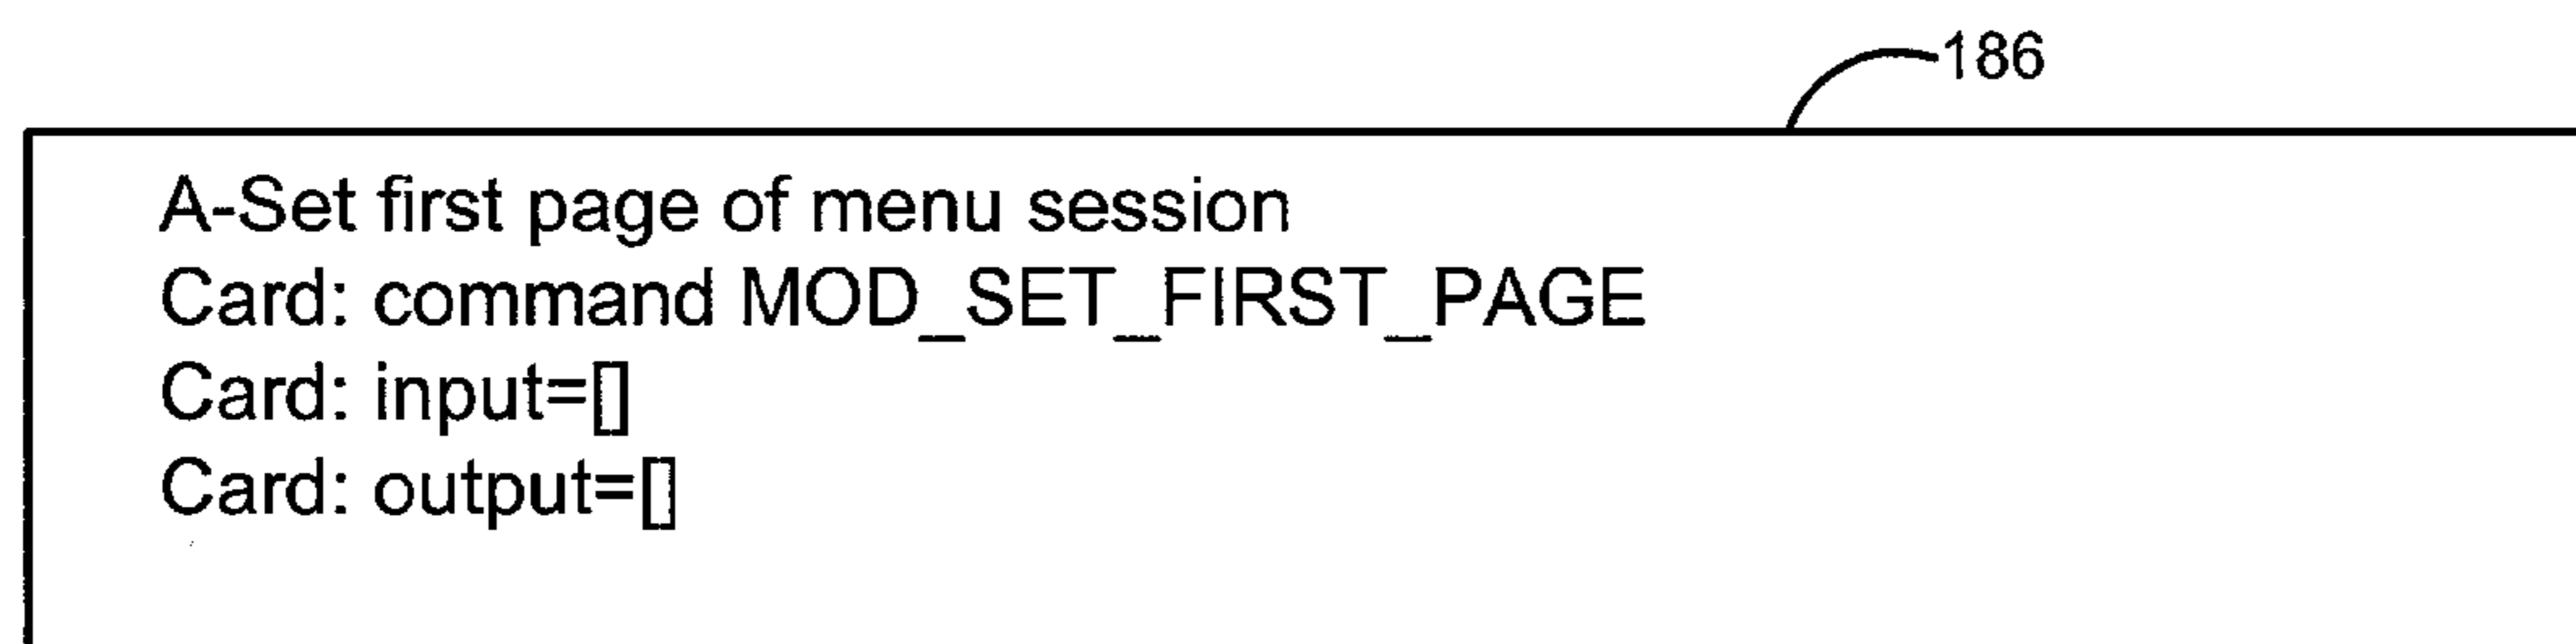 186
A-Set first page of menu session
Card: command MOD_SET_FIRST_PAGE
Card: input=[]
Card: output=[]